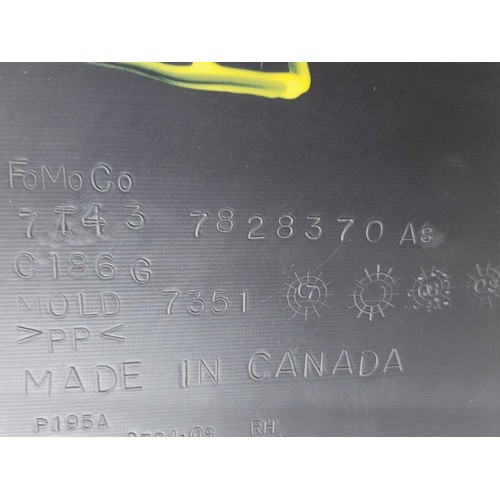 FoMoCo
7T43 7828370 AS
C186G
MOLD 7351
>PP<
MADE IN CANADA
P195A RH